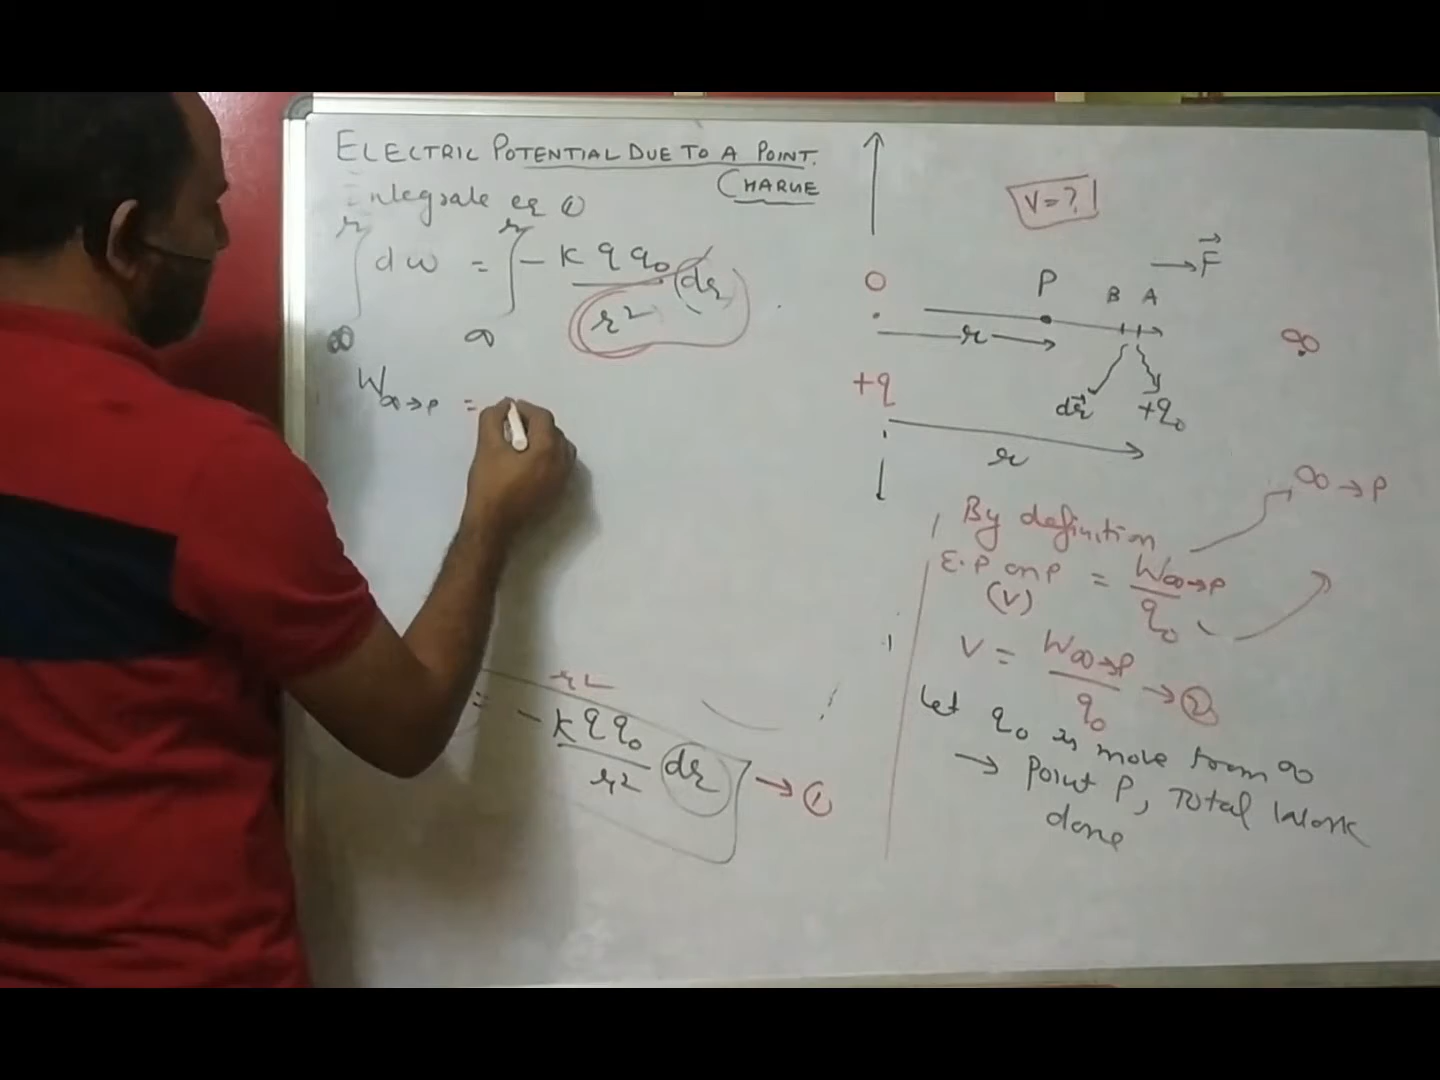 ELECTRIC POTENTIAL DUE TO A POINT.
CHARGE
Integrate eq ①
∫ dw = ∫ - K q q₀ / r² dr
r r
∞ ∞
W∞→P =
r²
= - K q q₀ / r² dr → ①
V = ?
F
O P B A
r
∞
+q
dr +q₀
r
∞ → P
By definition
E.P on P = W∞→P / q₀
(V)
V = W∞→P / q₀ → ②
Let q₀ is move from ∞
→ Point P, Total Work
done